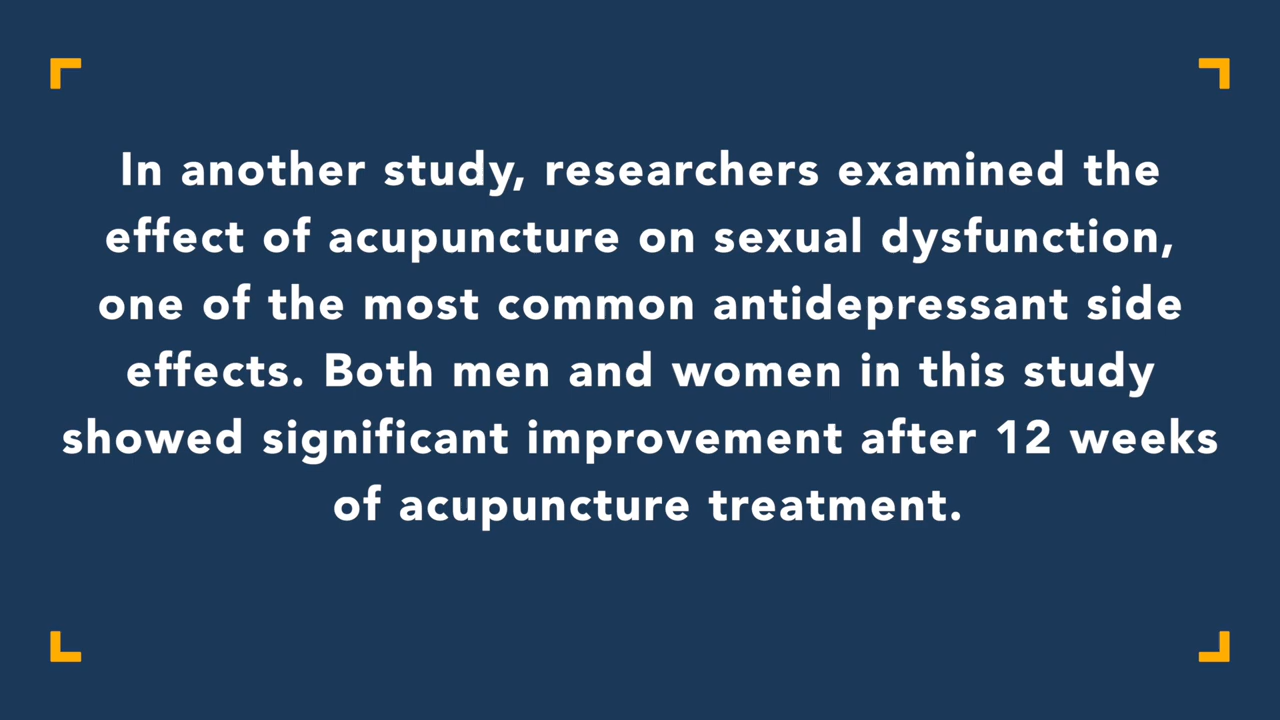 In another study, researchers examined the
effect of acupuncture on sexual dysfunction,
one of the most common antidepressant side
effects. Both men and women in this study
showed significant improvement after 12 weeks
of acupuncture treatment.